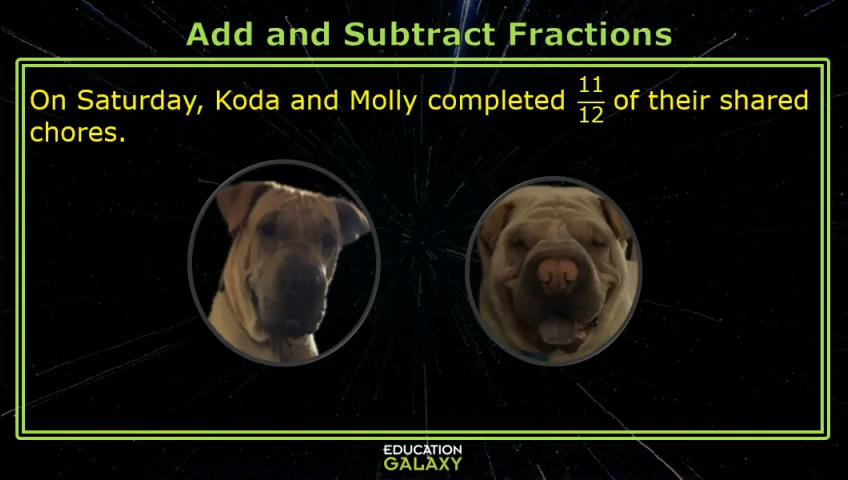 Add and Subtract Fractions
On Saturday, Koda and Molly completed 11/12 of their shared
chores.
EDUCATION
GALAXY